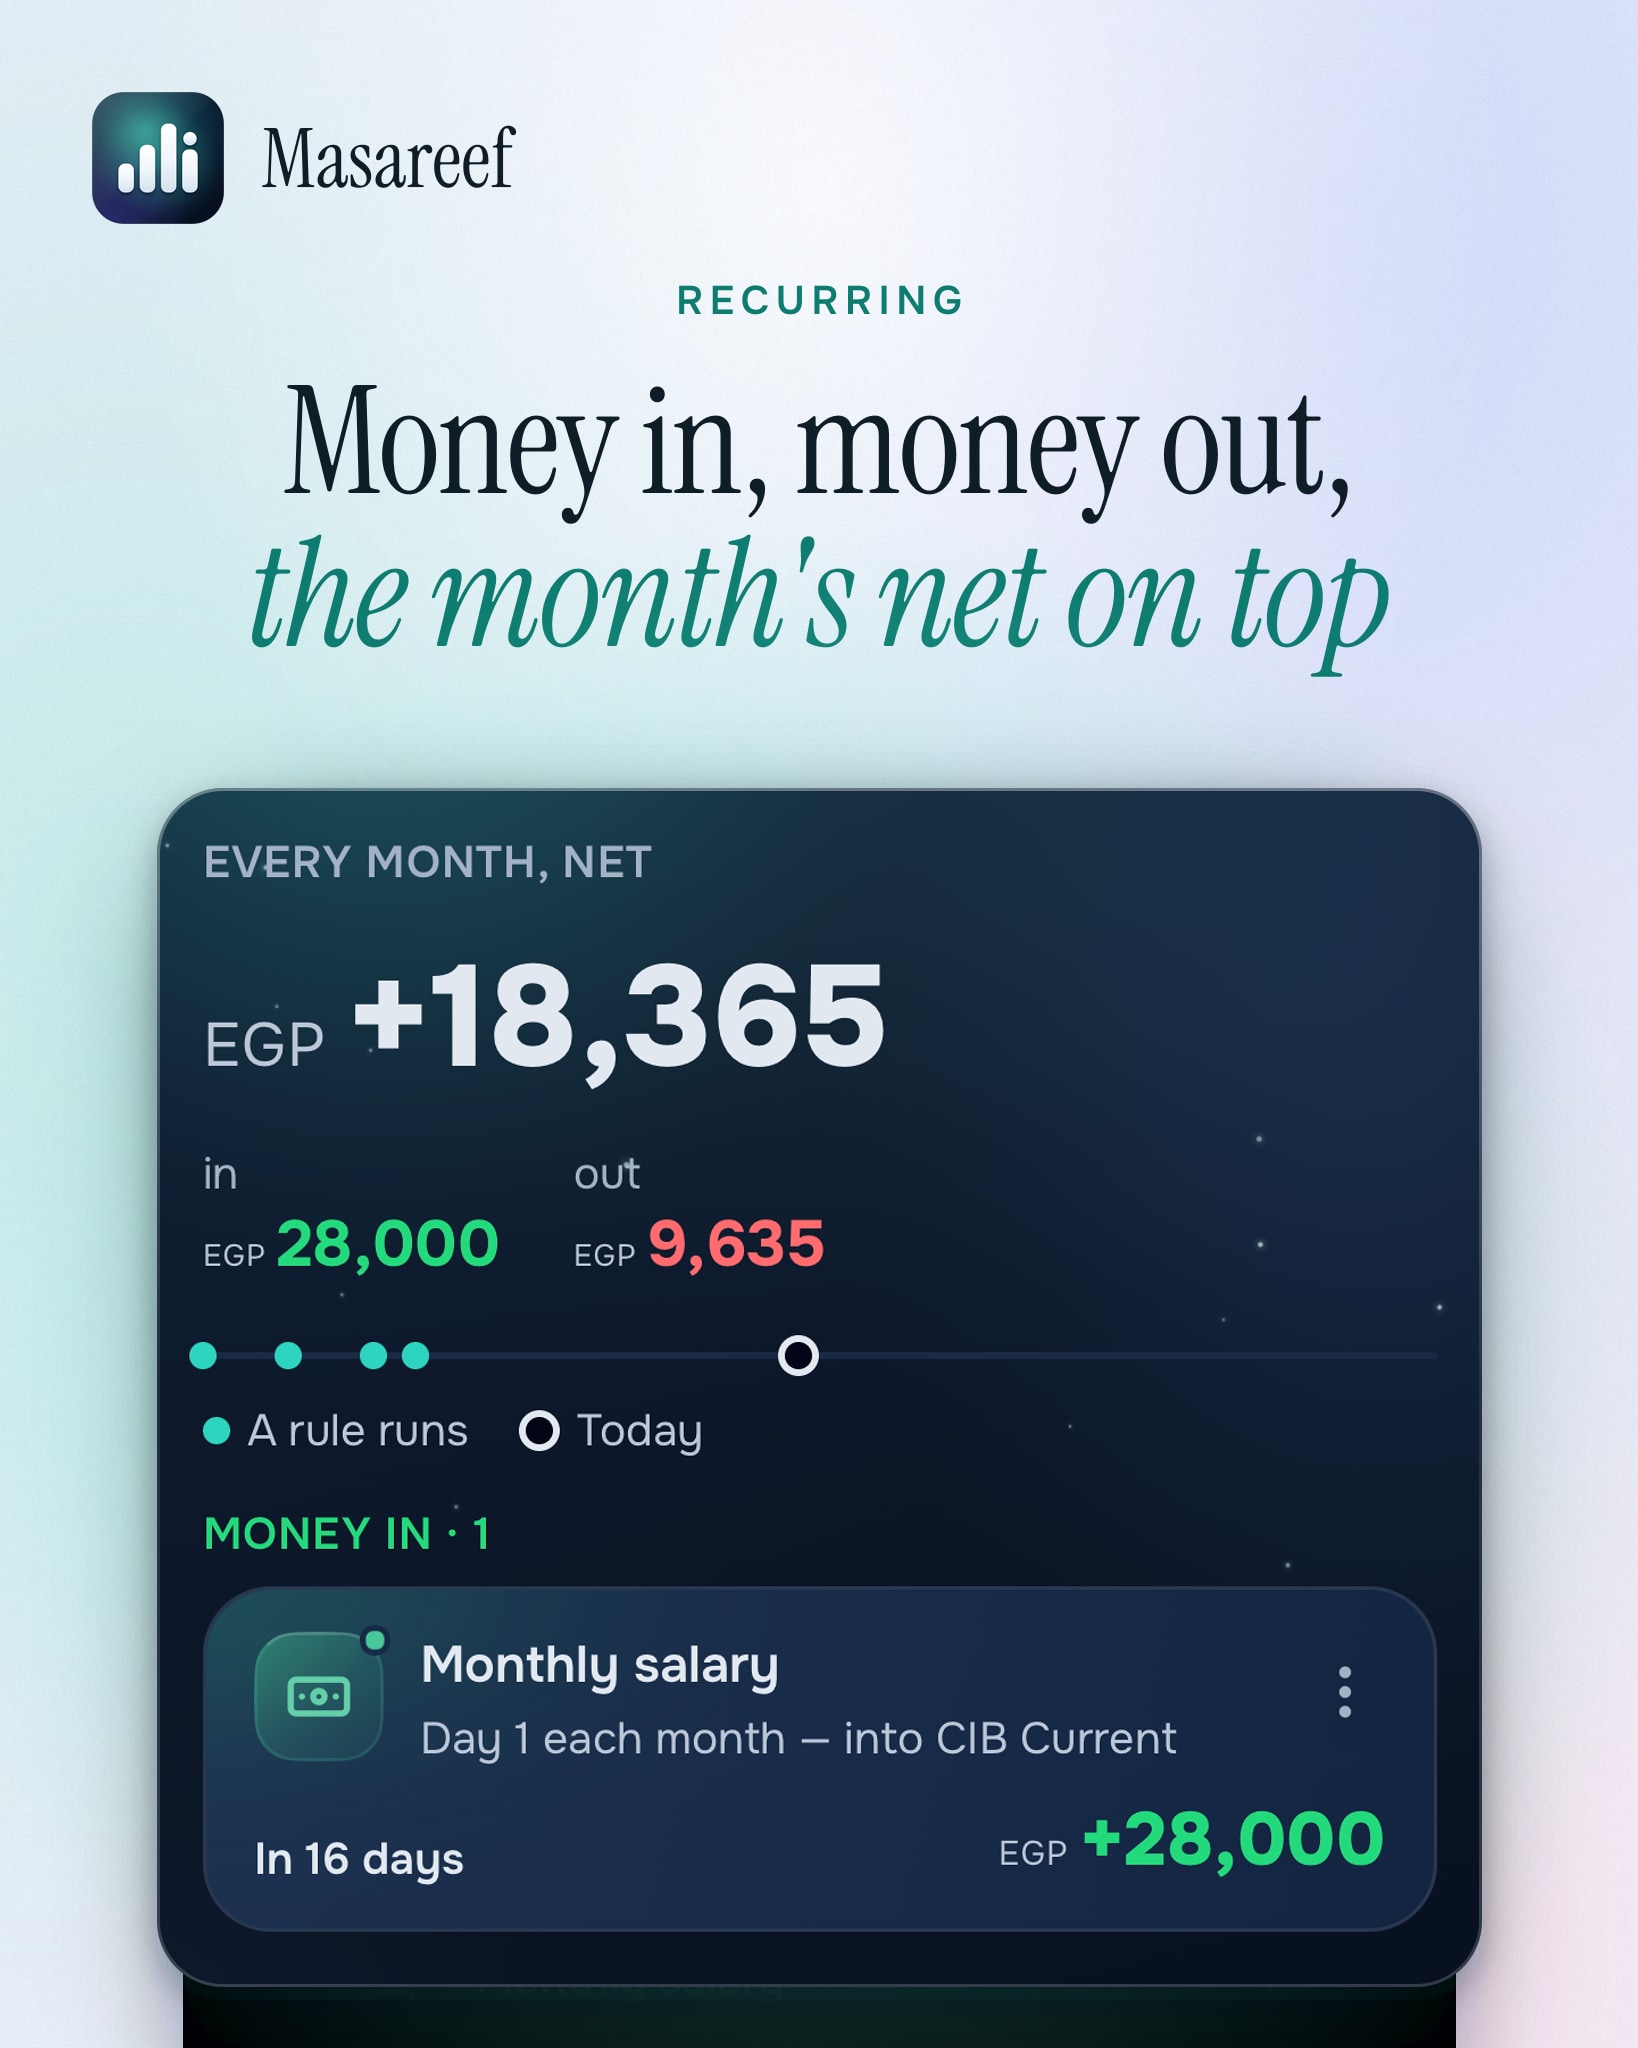 Masareef
RECURRING
Money in, money out,
the month's net on top
EVERY MONTH, NET
EGP +18,365
in out
EGP 28,000 EGP 9,635
A rule runs Today
MONEY IN · 1
Monthly salary
Day 1 each month — into CIB Current
In 16 days EGP +28,000
Monthly salary